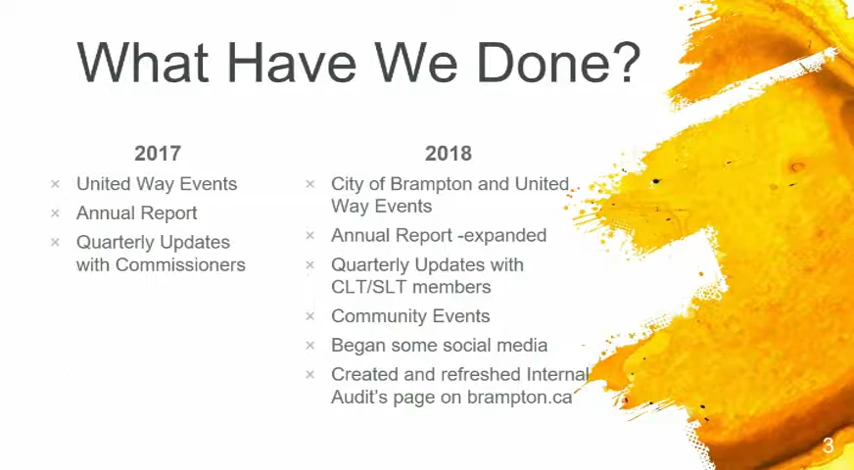 What Have We Done?
2017
× United Way Events
× Annual Report
× Quarterly Updates
with Commissioners
2018
× City of Brampton and United
Way Events
× Annual Report -expanded
× Quarterly Updates with
CLT/SLT members
× Community Events
× Began some social media
× Created and refreshed Internal
Audit's page on brampton.ca
3